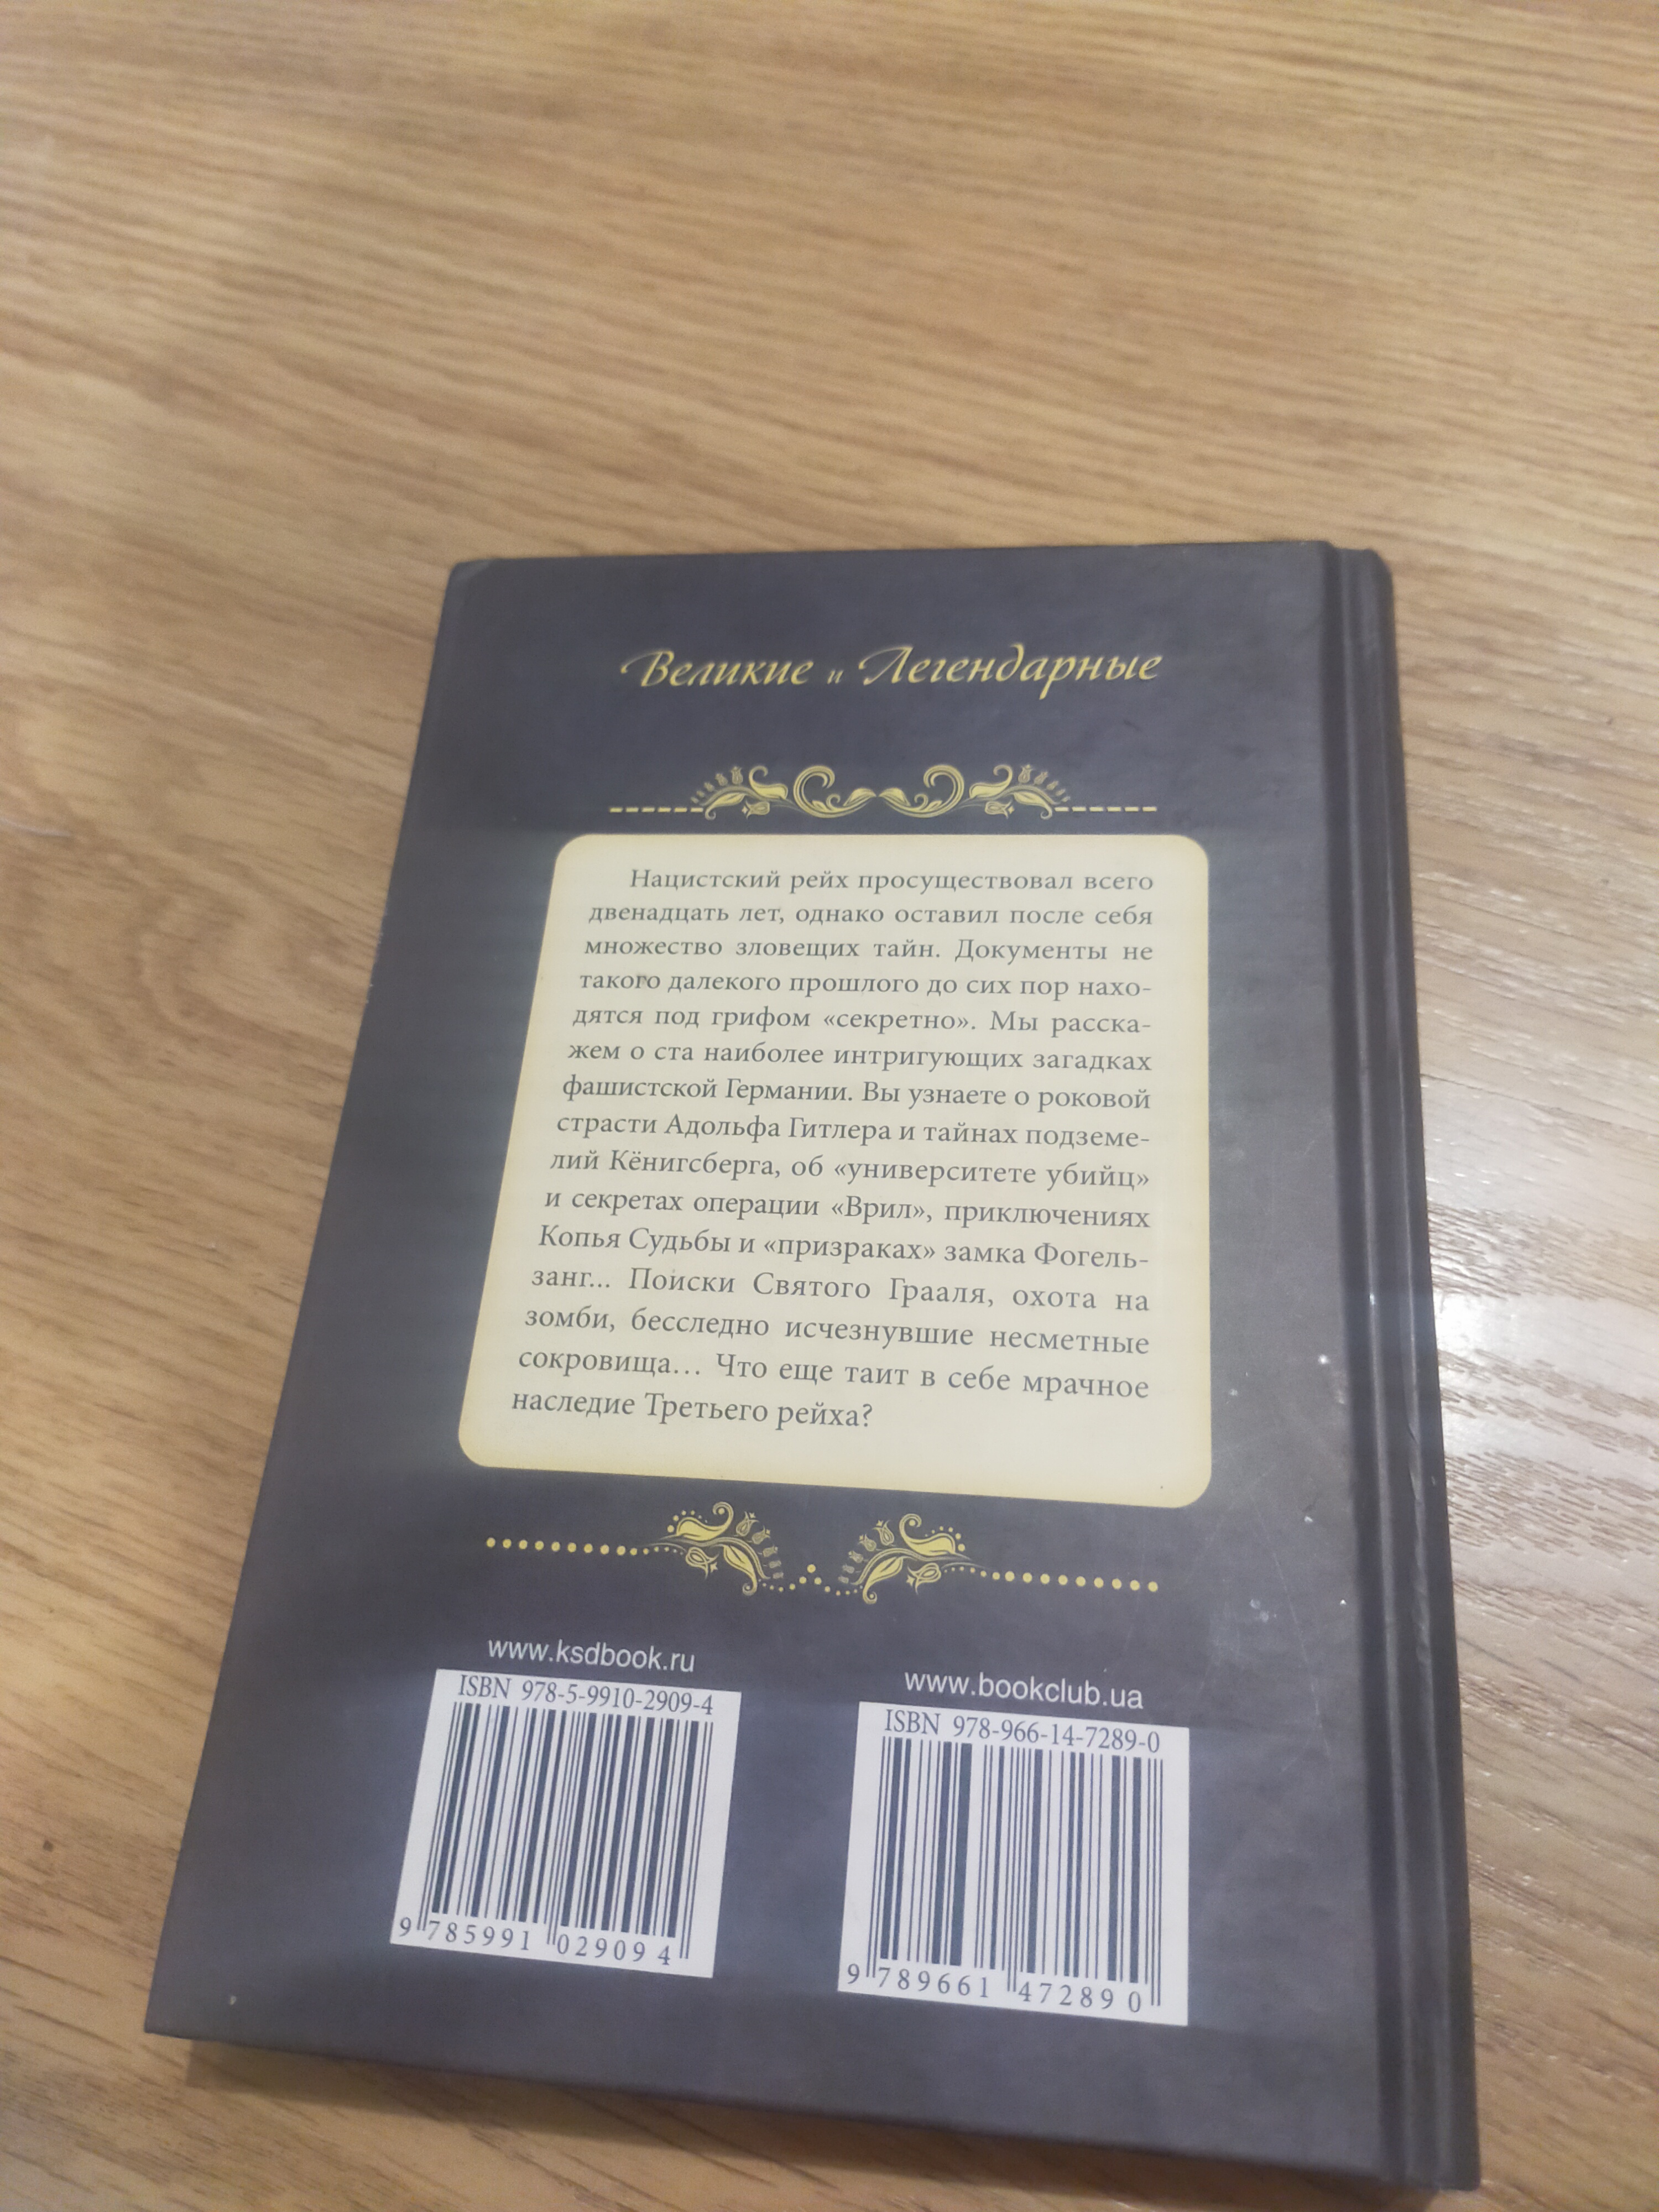 Великие и Легендарные
Нацистский рейх просуществовал всего
двенадцать лет, однако оставил после себя
множество зловещих тайн. Документы не
такого далекого прошлого до сих пор нахо-
дятся под грифом «секретно». Мы расска-
жем о ста наиболее интригующих загадках
фашистской Германии. Вы узнаете о роковой
страсти Адольфа Гитлера и тайнах подземе-
лий Кёнигсберга, об «университете убийц»
и секретах операции «Врил», приключениях
Копья Судьбы и «призраках» замка Фогель-
занг... Поиски Святого Грааля, охота на
зомби, бесследно исчезнувшие несметные
сокровища... Что еще таит в себе мрачное
наследие Третьего рейха?
www.ksdbook.ru
ISBN 978-5-9910-2909-4
9 785991 029094
www.bookclub.ua
ISBN 978-966-14-7289-0
9 789661 472890